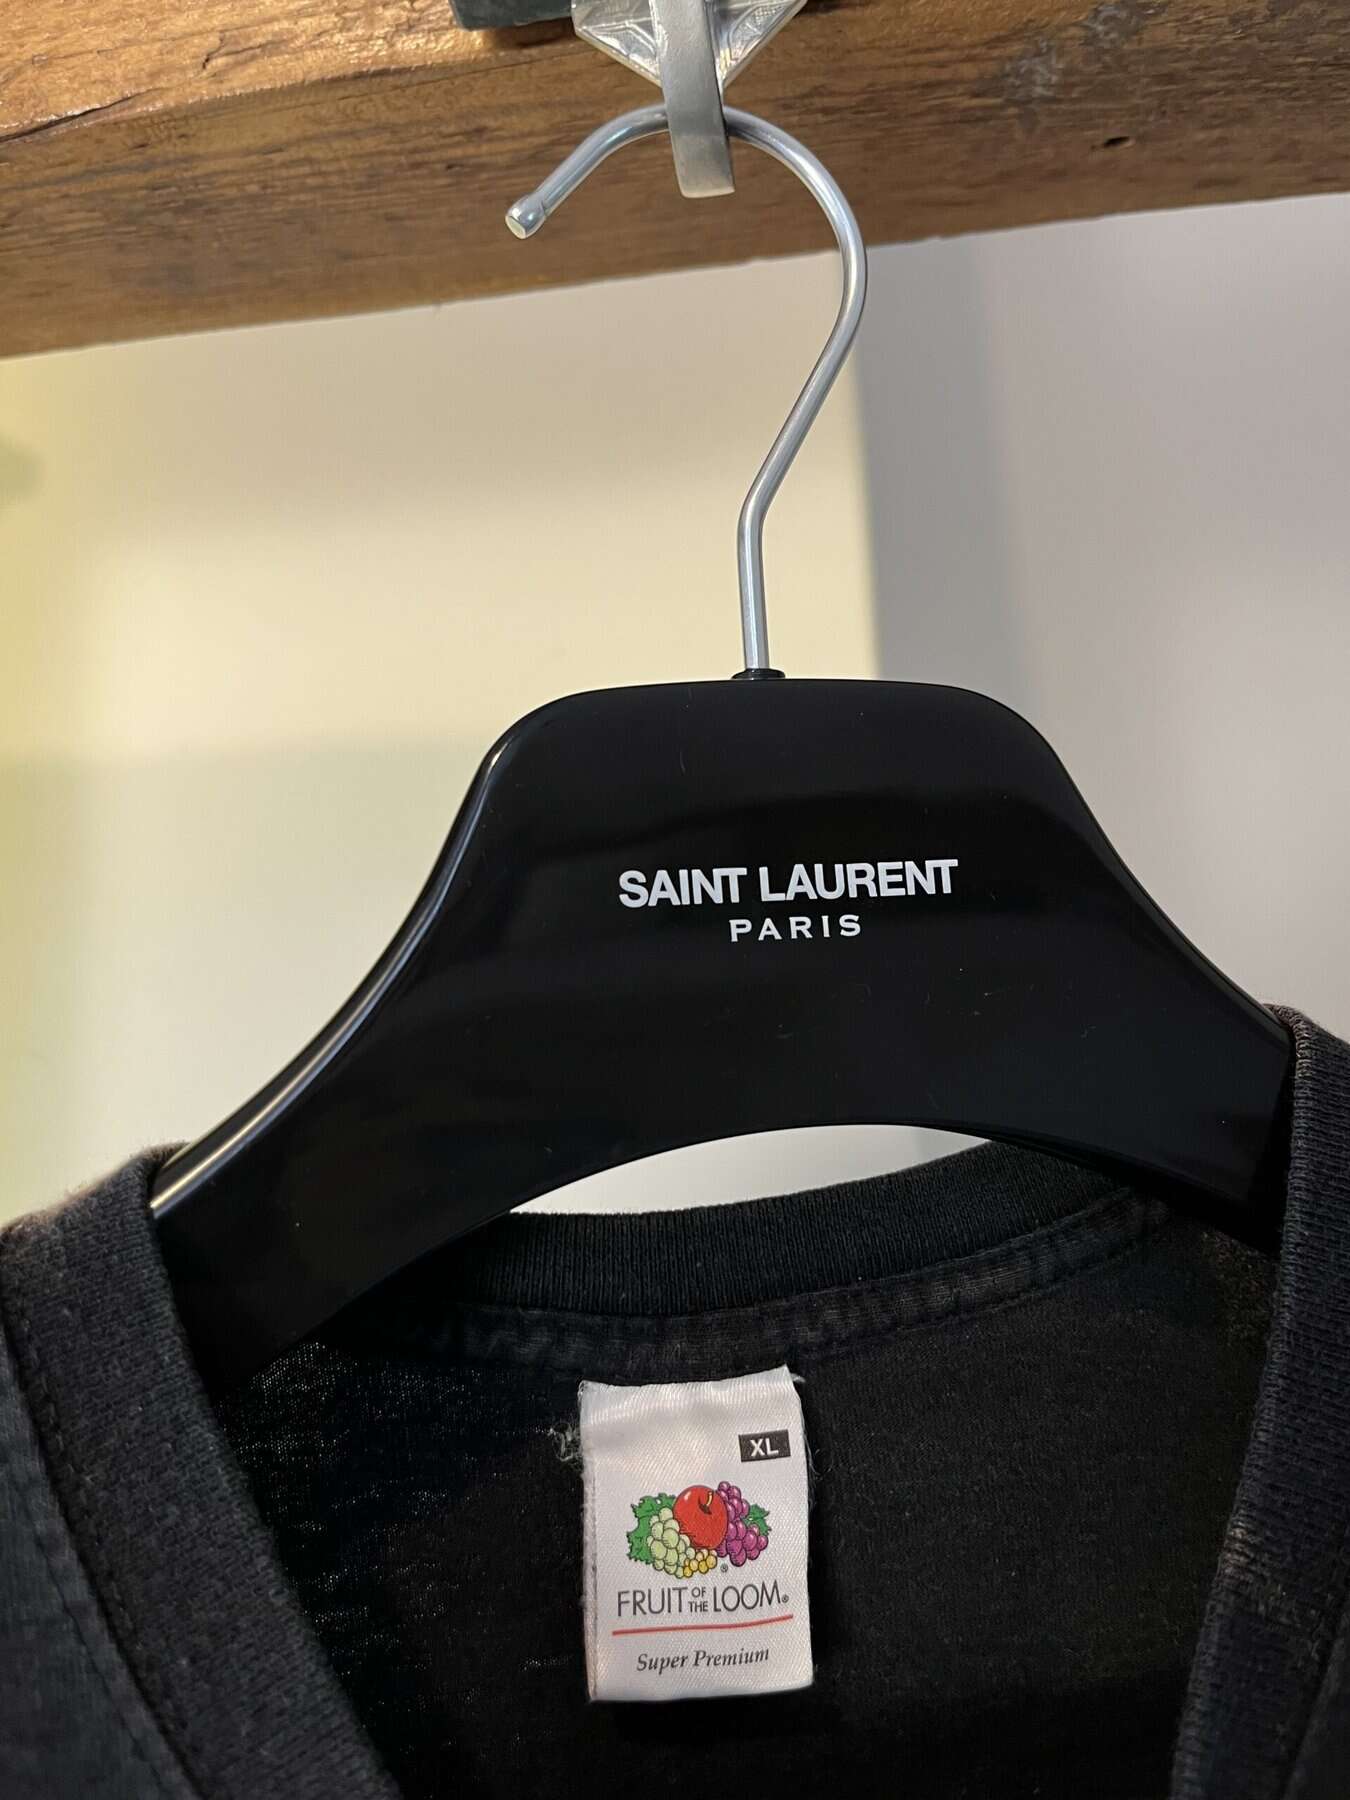 SAINT LAURENT
PARIS
XL
FRUIT OF THE LOOM®
Super Premium